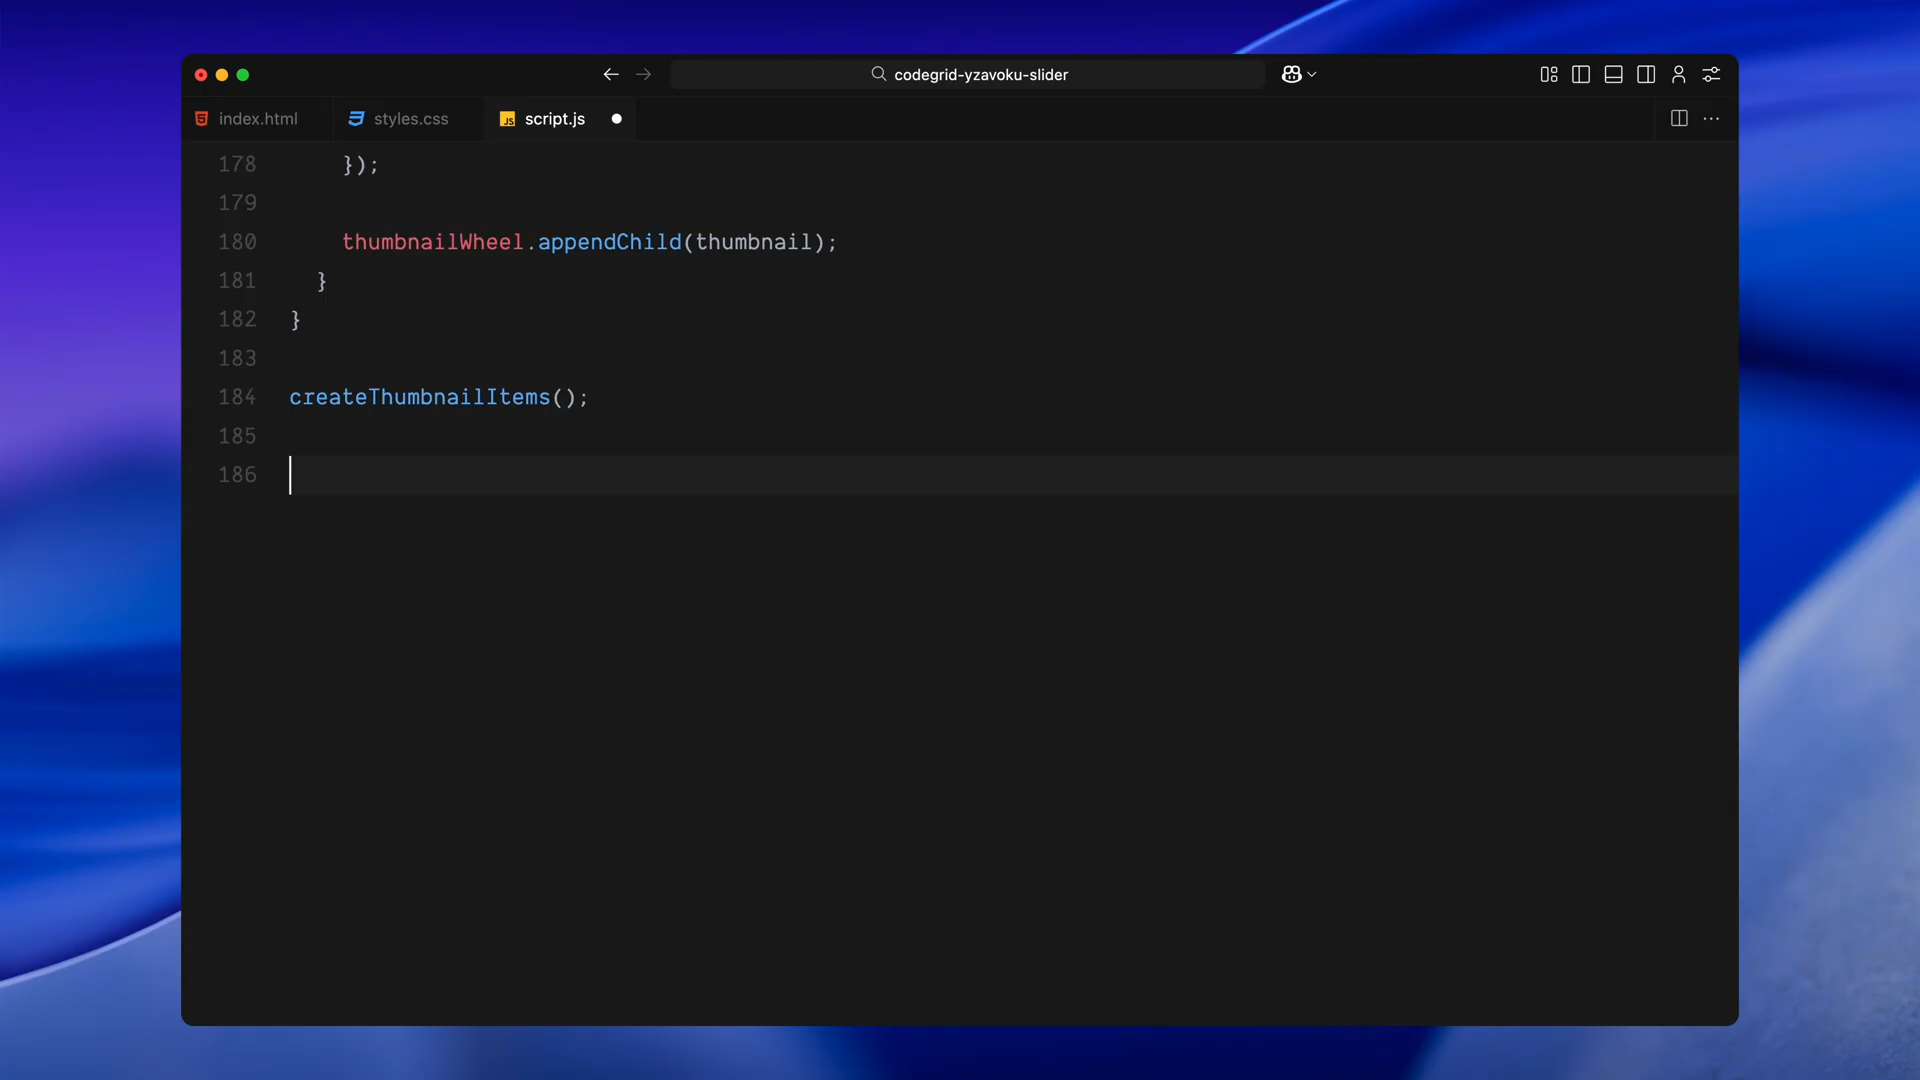 codegrid-yzavoku-slider
index.html
styles.css
JS script.js
178 });
179
180 thumbnailWheel.appendChild(thumbnail);
181 }
182 }
183
184 createThumbnailItems();
185
186